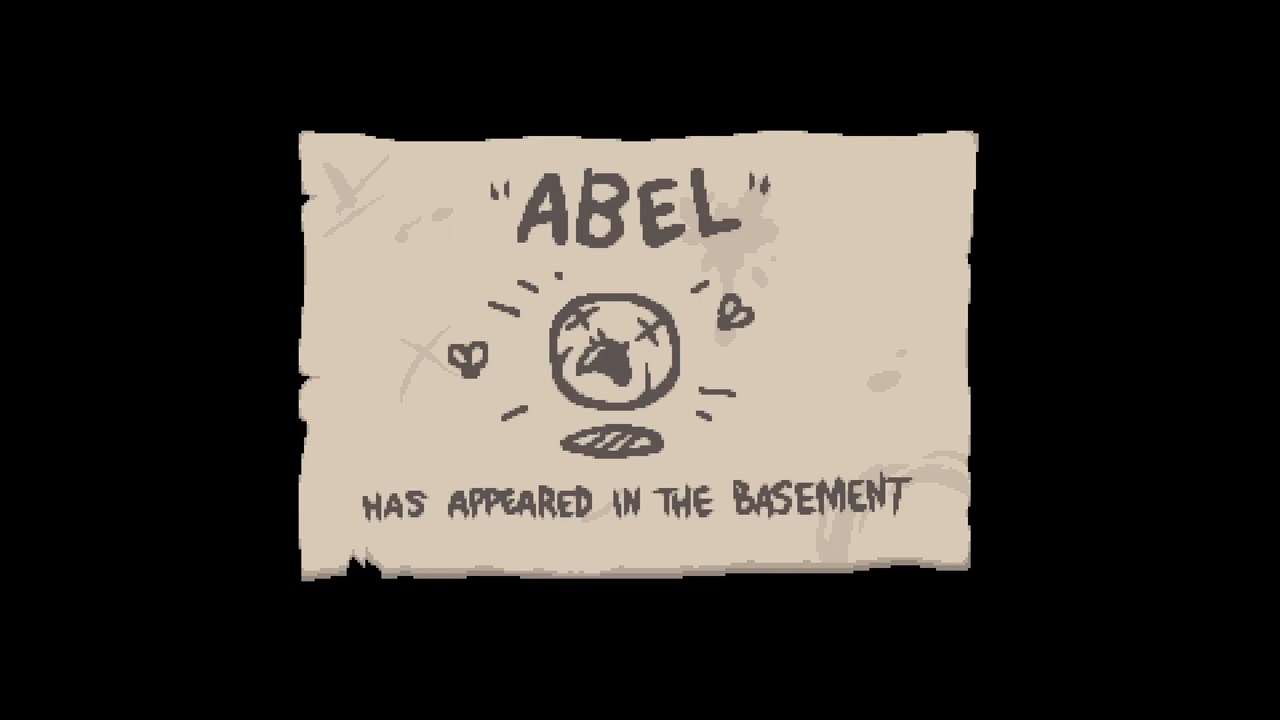 "ABEL"
HAS APPEARED IN THE BASEMENT